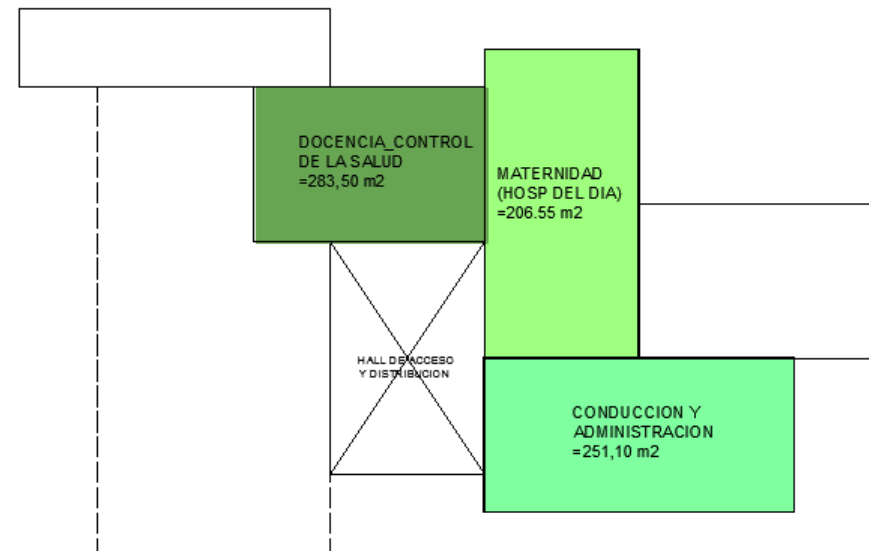 DOCENCIA_CONTROL
DE LA SALUD
=283,50 m2
MATERNIDAD
(HOSP DEL DIA)
=206.55 m2
HALL DE ACCESO
Y DISTRIBUCION
CONDUCCION Y
ADMINISTRACION
=251,10 m2